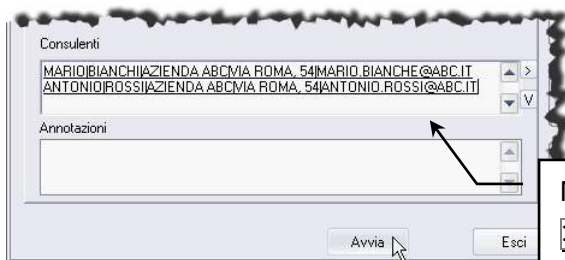 Consulenti
MARIO|BIANCHI|AZIENDA ABC|VIA ROMA, 54|MARIO.BIANCHE@ABC.IT
>
ANTONIO|ROSSI|AZIENDA ABC|VIA ROMA, 54|ANTONIO.ROSSI@ABC.IT|
V
Annotazioni
Avvia
Esci